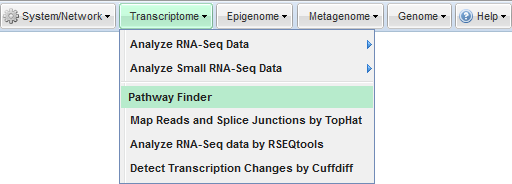 System/Network Transcriptome Epigenome Metagenome Genome Help
Analyze RNA-Seq Data
Analyze Small RNA-Seq Data
Pathway Finder
Map Reads and Splice Junctions by TopHat
Analyze RNA-Seq data by RSEQtools
Detect Transcription Changes by Cuffdiff